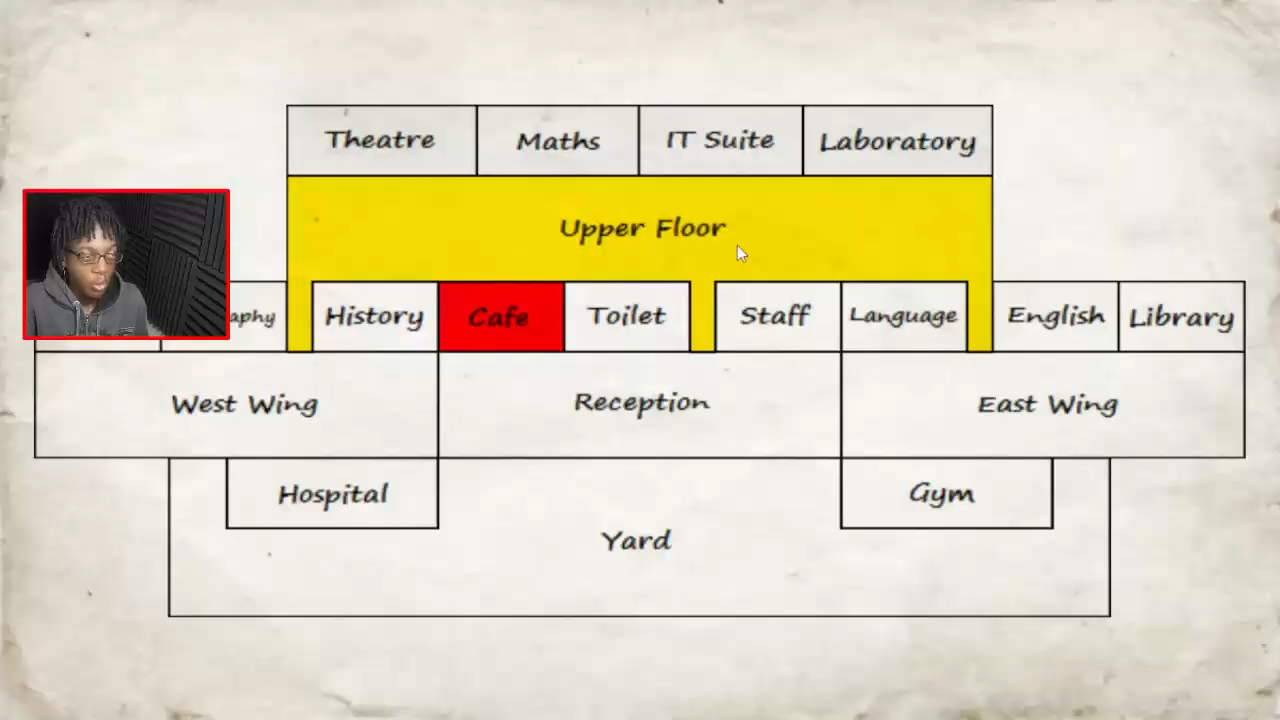 Theatre Maths IT Suite Laboratory
Upper Floor
History Cafe Toilet Staff Language English Library
West Wing Reception East Wing
Hospital Gym
Yard